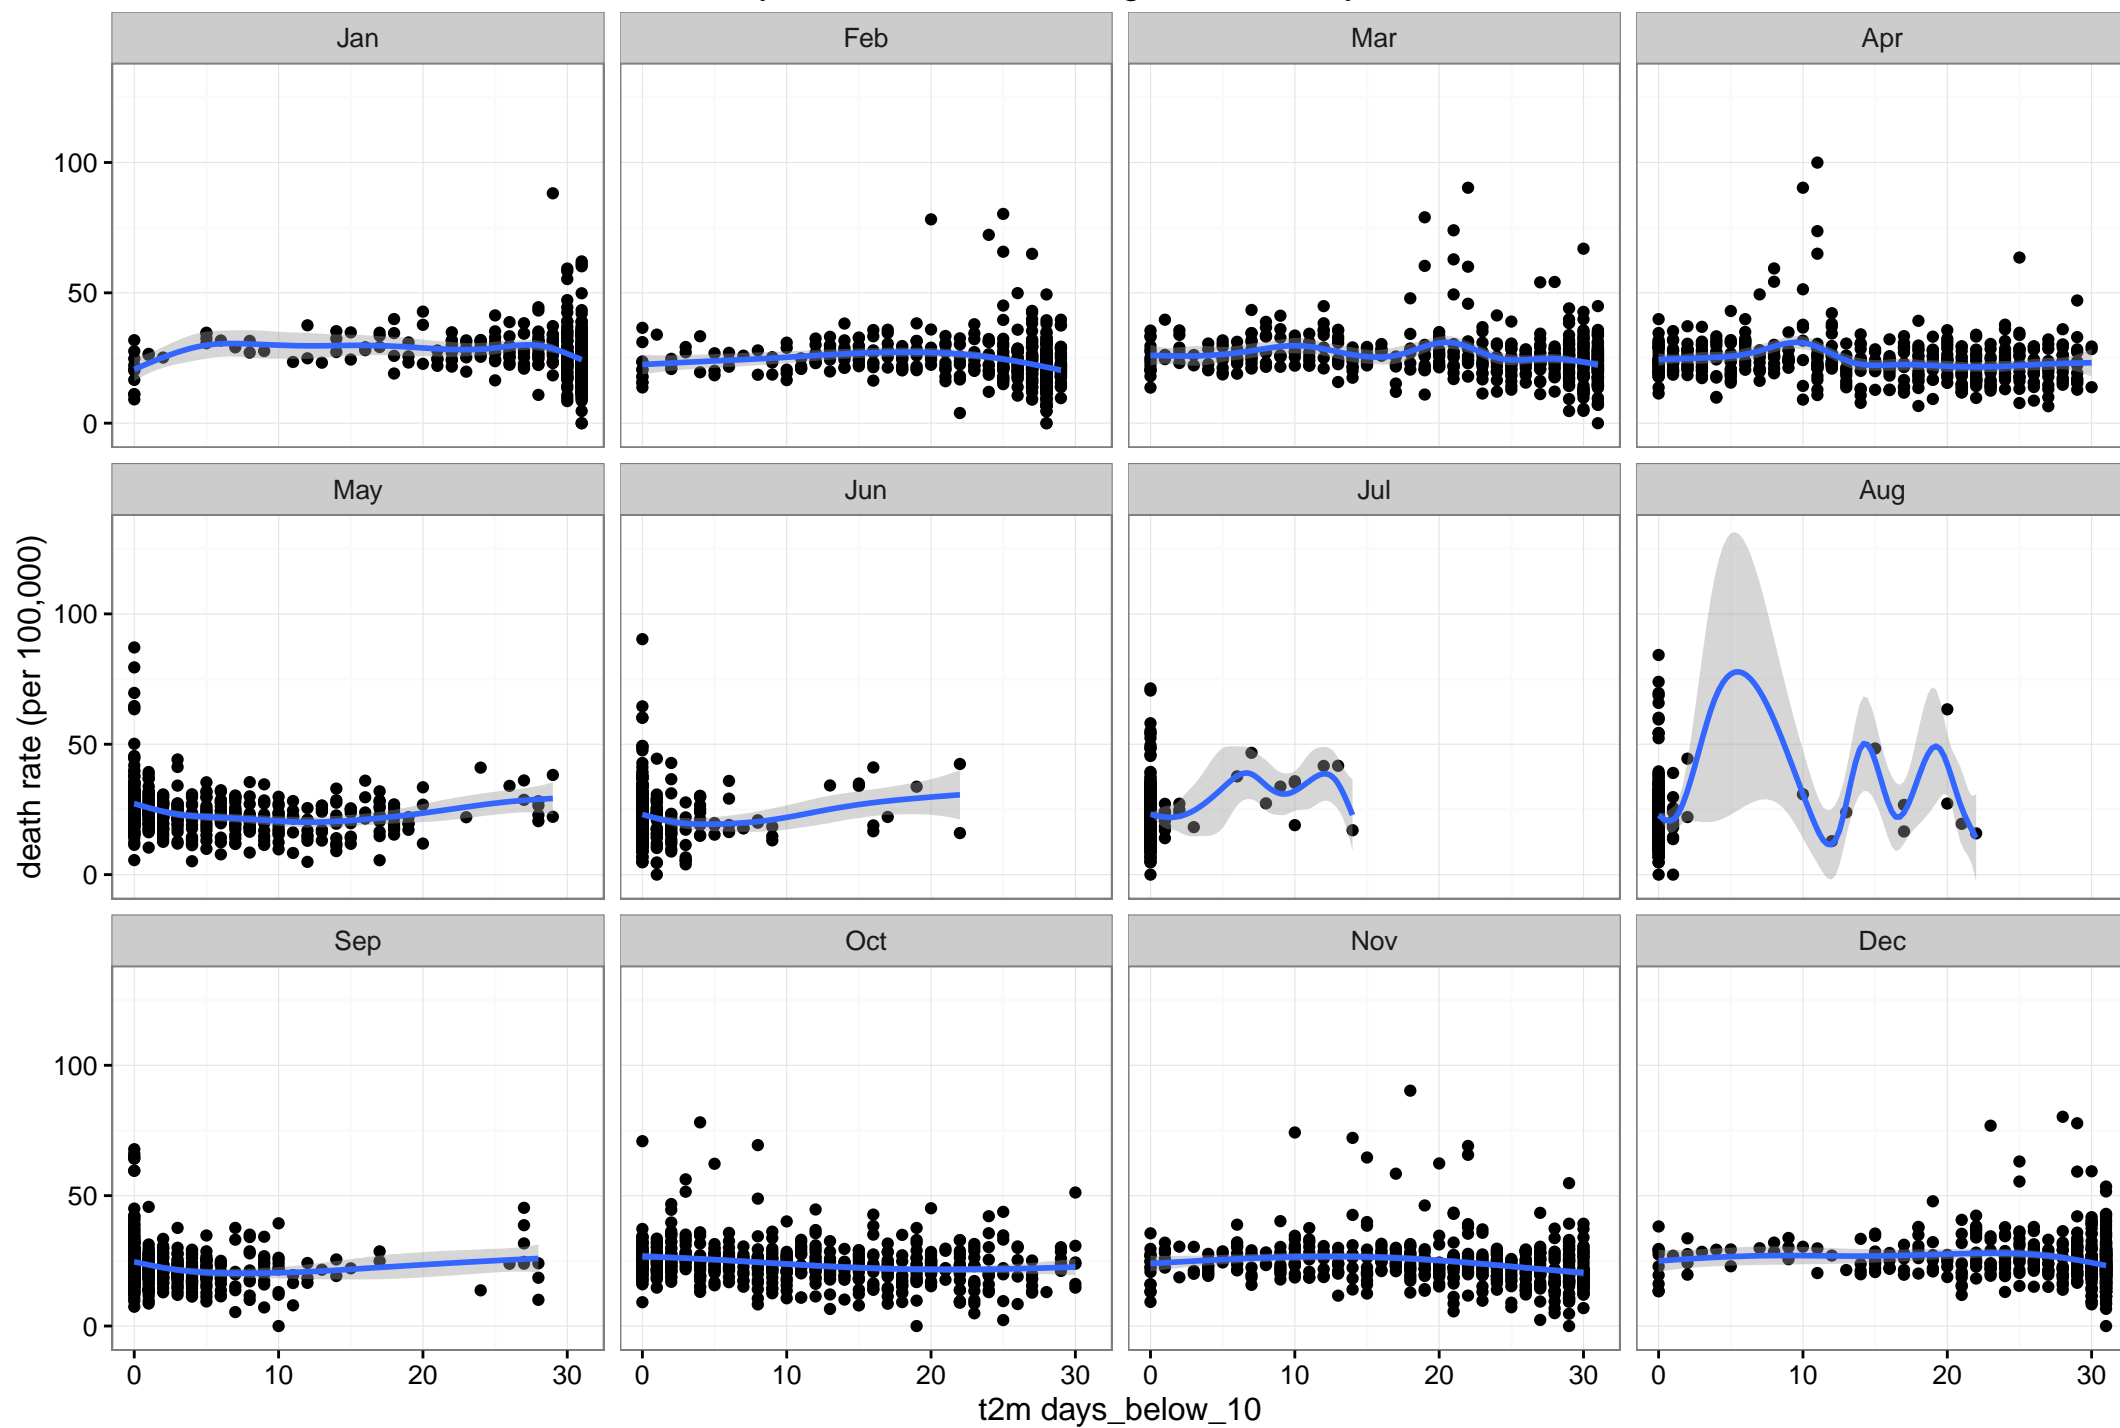 Jan Feb Mar Apr
100
50
0
May Jun Jul Aug
death rate (per 100,000)
100
50
0
Sep Oct Nov Dec
100
50
0
0 10 20 30 0 10 20 30 0 10 20 30 0 10 20 30
t2m days_below_10